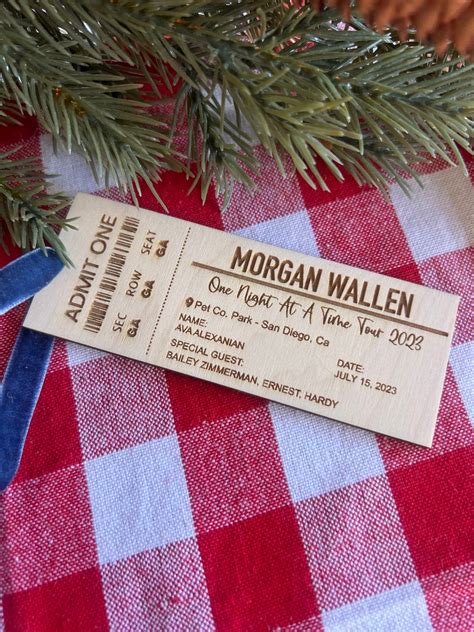 ADMIT ONE
SEC ROW SEAT
GA GA GA
MORGAN WALLEN
One Night At A Time Tour 2023
Pet Co. Park - San Diego, Ca
NAME:
AVA ALEXANIAN
SPECIAL GUEST:
BAILEY ZIMMERMAN, ERNEST, HARDY
DATE:
JULY 15, 2023